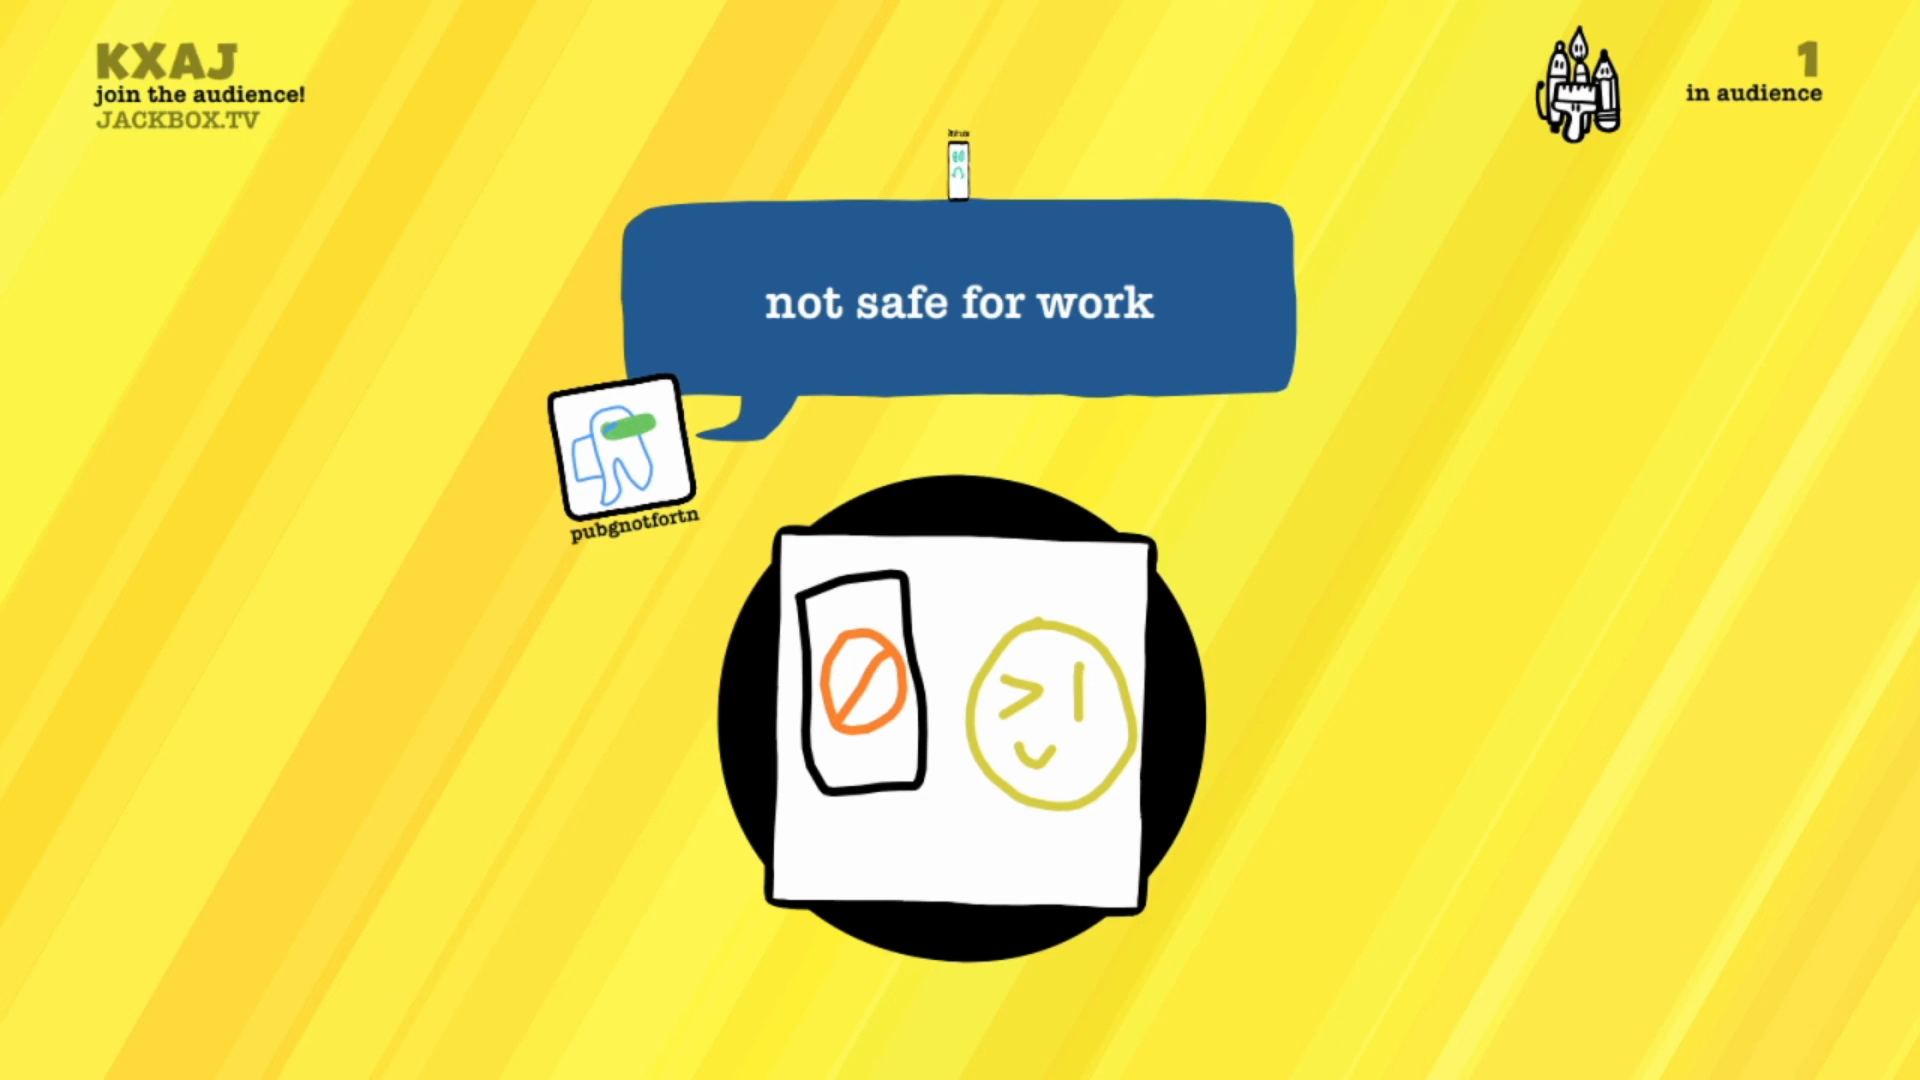 KXAJ
join the audience!
JACKBOX.TV
1
in audience
not safe for work
pubgnotfortn